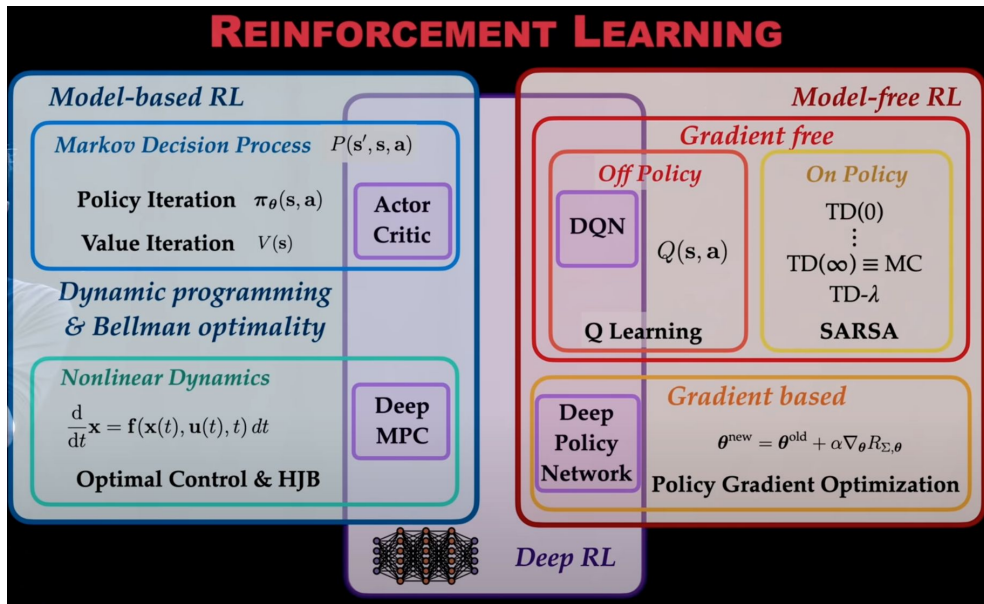 REINFORCEMENT LEARNING
Model-based RL
Markov Decision Process P(s′, s, a)
Policy Iteration π_θ(s, a)
Value Iteration V(s)
Actor
Critic
Dynamic programming
& Bellman optimality
Nonlinear Dynamics
d/dt x = f(x(t), u(t), t) dt
Optimal Control & HJB
Deep
MPC
Model-free RL
Gradient free
Off Policy
DQN
Q(s, a)
Q Learning
On Policy
TD(0)
⋮
TD(∞) ≡ MC
TD-λ
SARSA
Gradient based
Deep
Policy
Network
θ^new = θ^old + α∇_θ R_Σ,θ
Policy Gradient Optimization
Deep RL